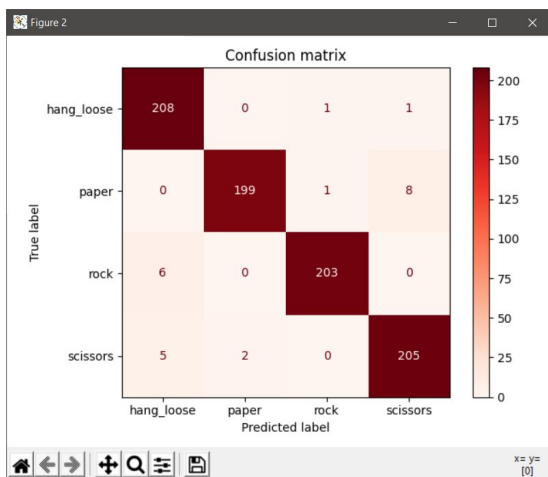 Figure 2
Confusion matrix
hang_loose 208 0 1 1
paper 0 199 1 8
rock 6 0 203 0
scissors 5 2 0 205
hang_loose paper rock scissors
Predicted label
True label
200
175
150
125
100
75
50
25
0
x= y=
[0]